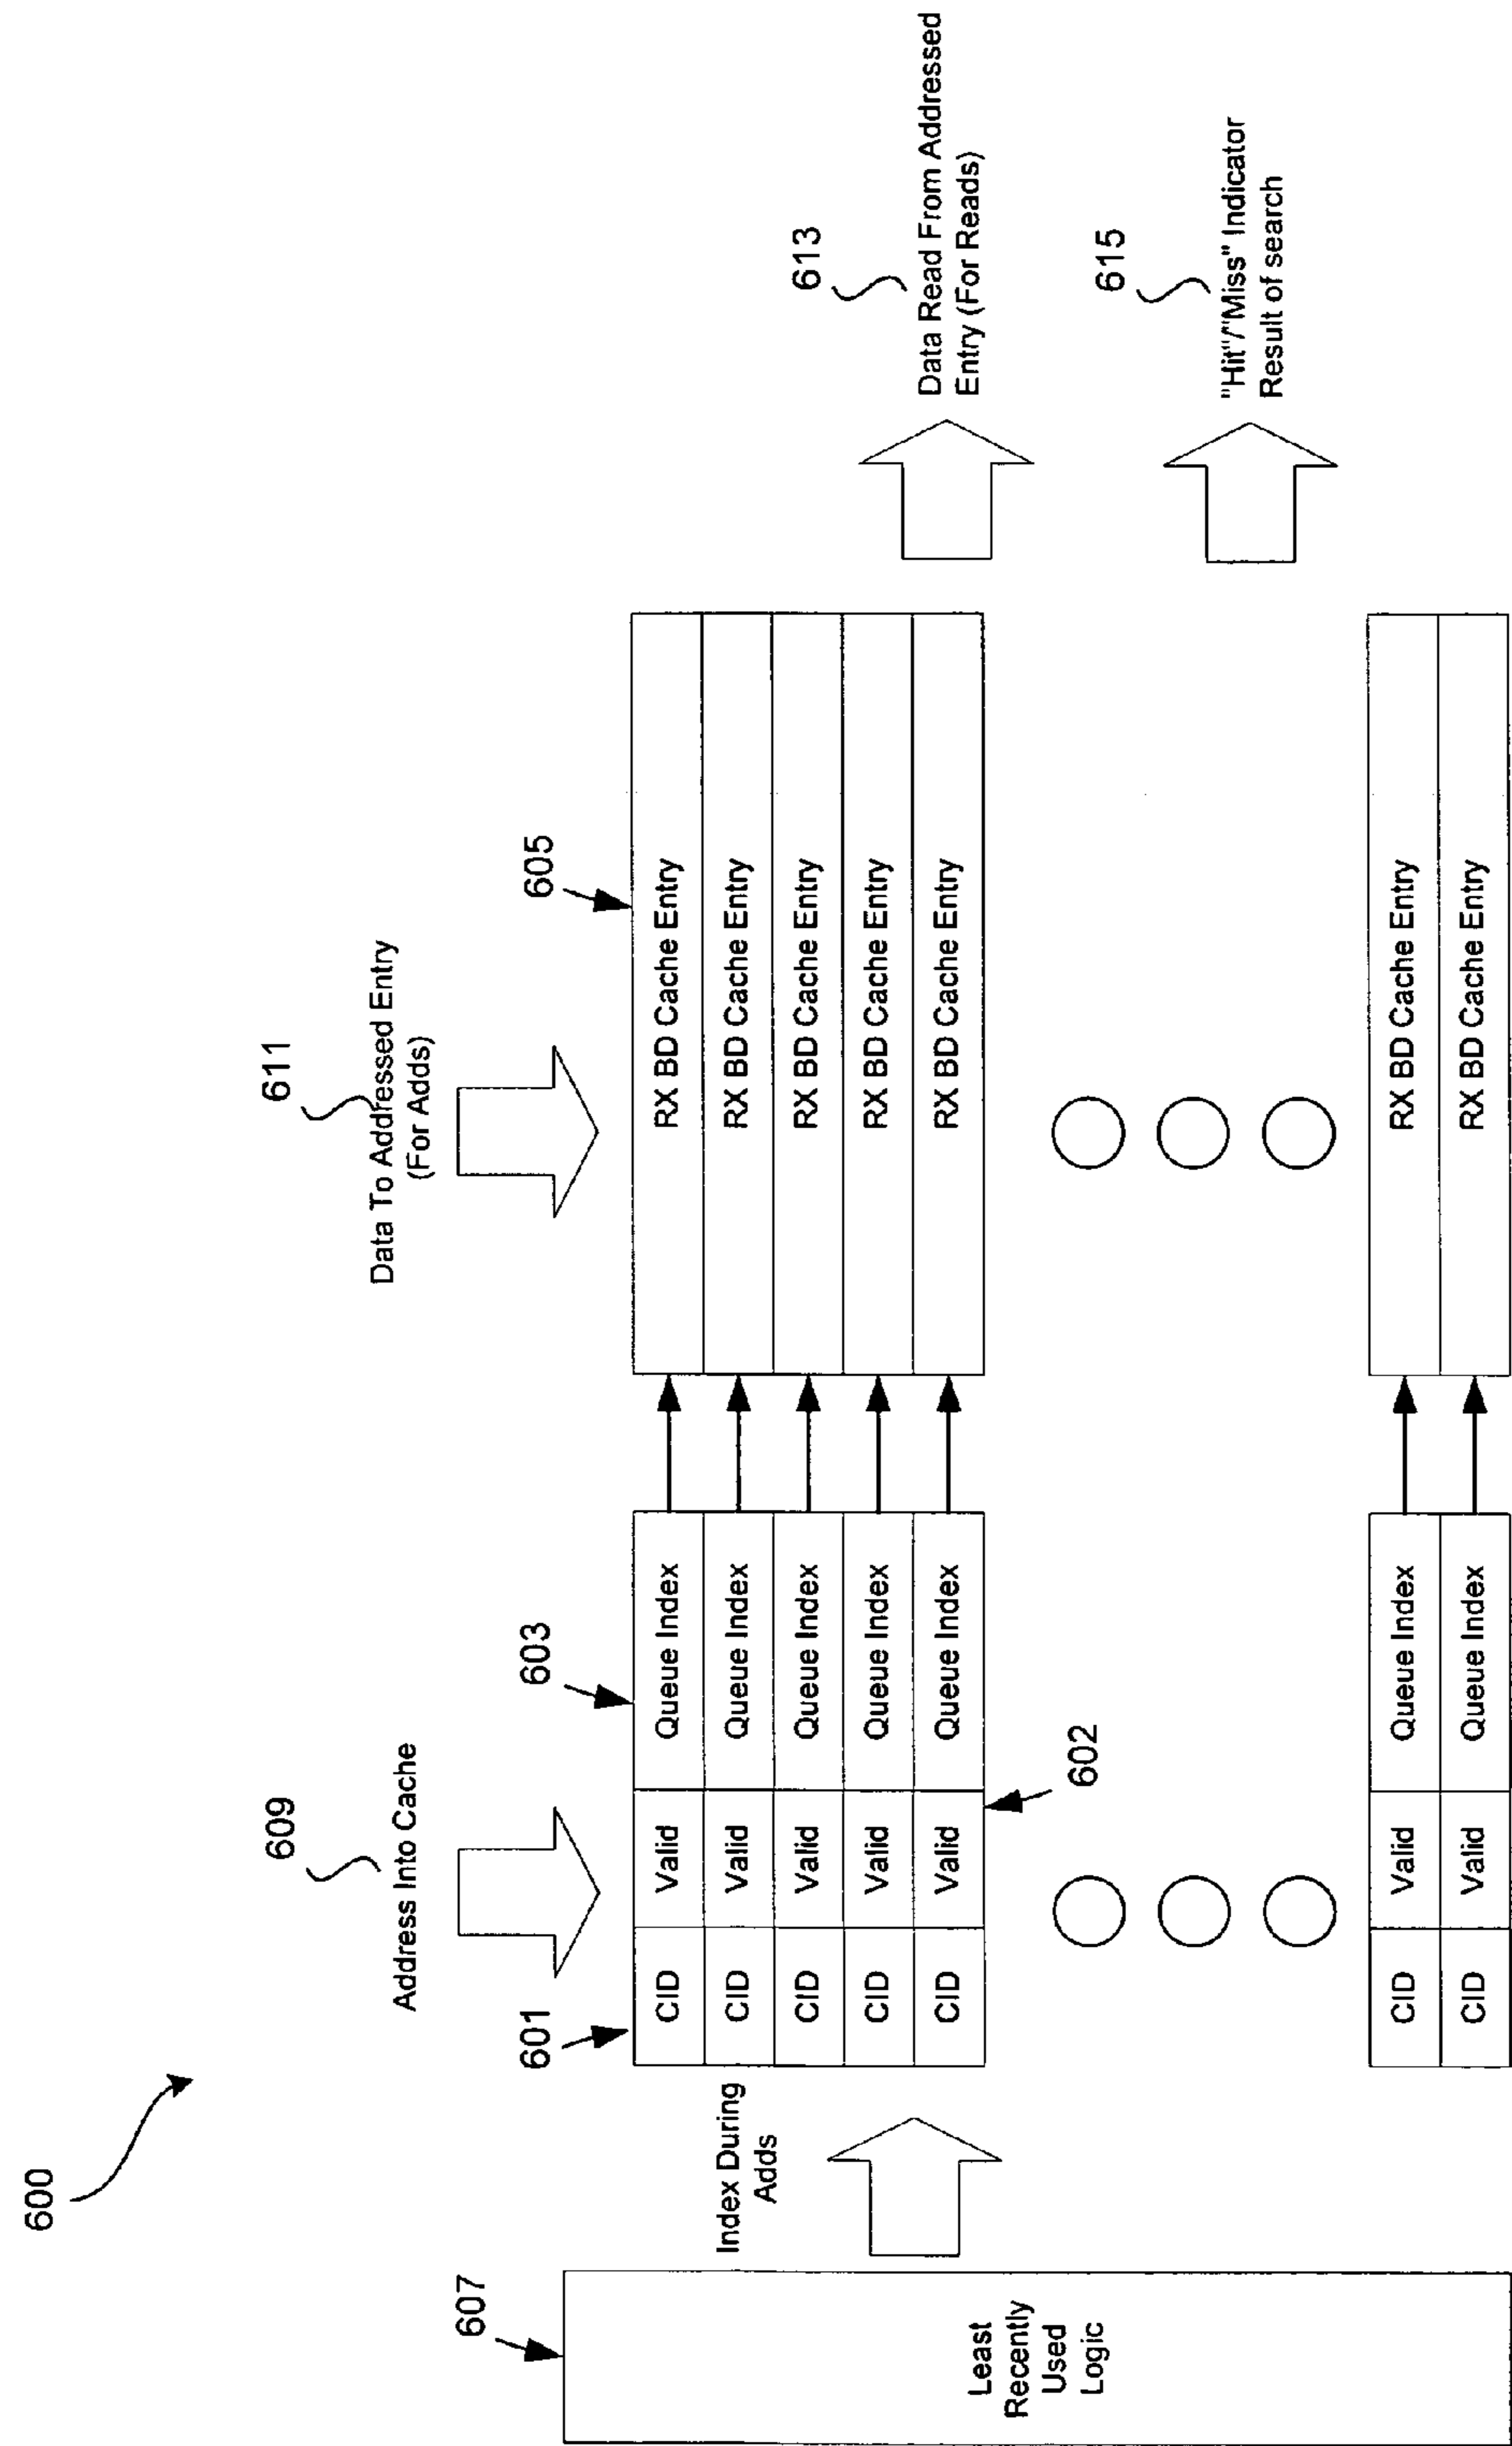 600
609
Address Into Cache
611
Data To Addressed Entry
(For Adds)
607
Least
Recently
Used
Logic
Index During
Adds
601
603
605
CID Valid Queue Index RX BD Cache Entry
CID Valid Queue Index RX BD Cache Entry
CID Valid Queue Index RX BD Cache Entry
CID Valid Queue Index RX BD Cache Entry
CID Valid Queue Index RX BD Cache Entry
602
CID Valid Queue Index RX BD Cache Entry
CID Valid Queue Index RX BD Cache Entry
613
Data Read From Addressed
Entry (For Reads)
615
"Hit"/"Miss" Indicator
Result of search